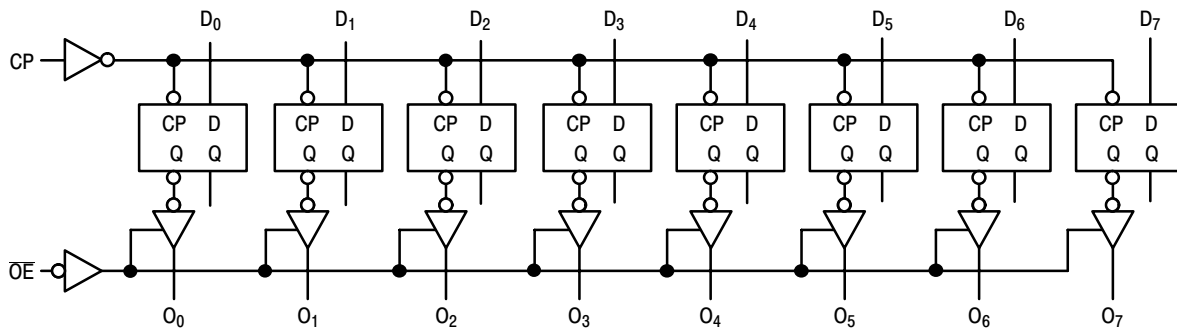 D₀ D₁ D₂ D₃ D₄ D₅ D₆ D₇
CP
CP D CP D CP D CP D CP D CP D CP D CP D
Q Q Q Q Q Q Q Q Q Q Q Q Q Q Q Q
O̅E̅
O₀ O₁ O₂ O₃ O₄ O₅ O₆ O₇